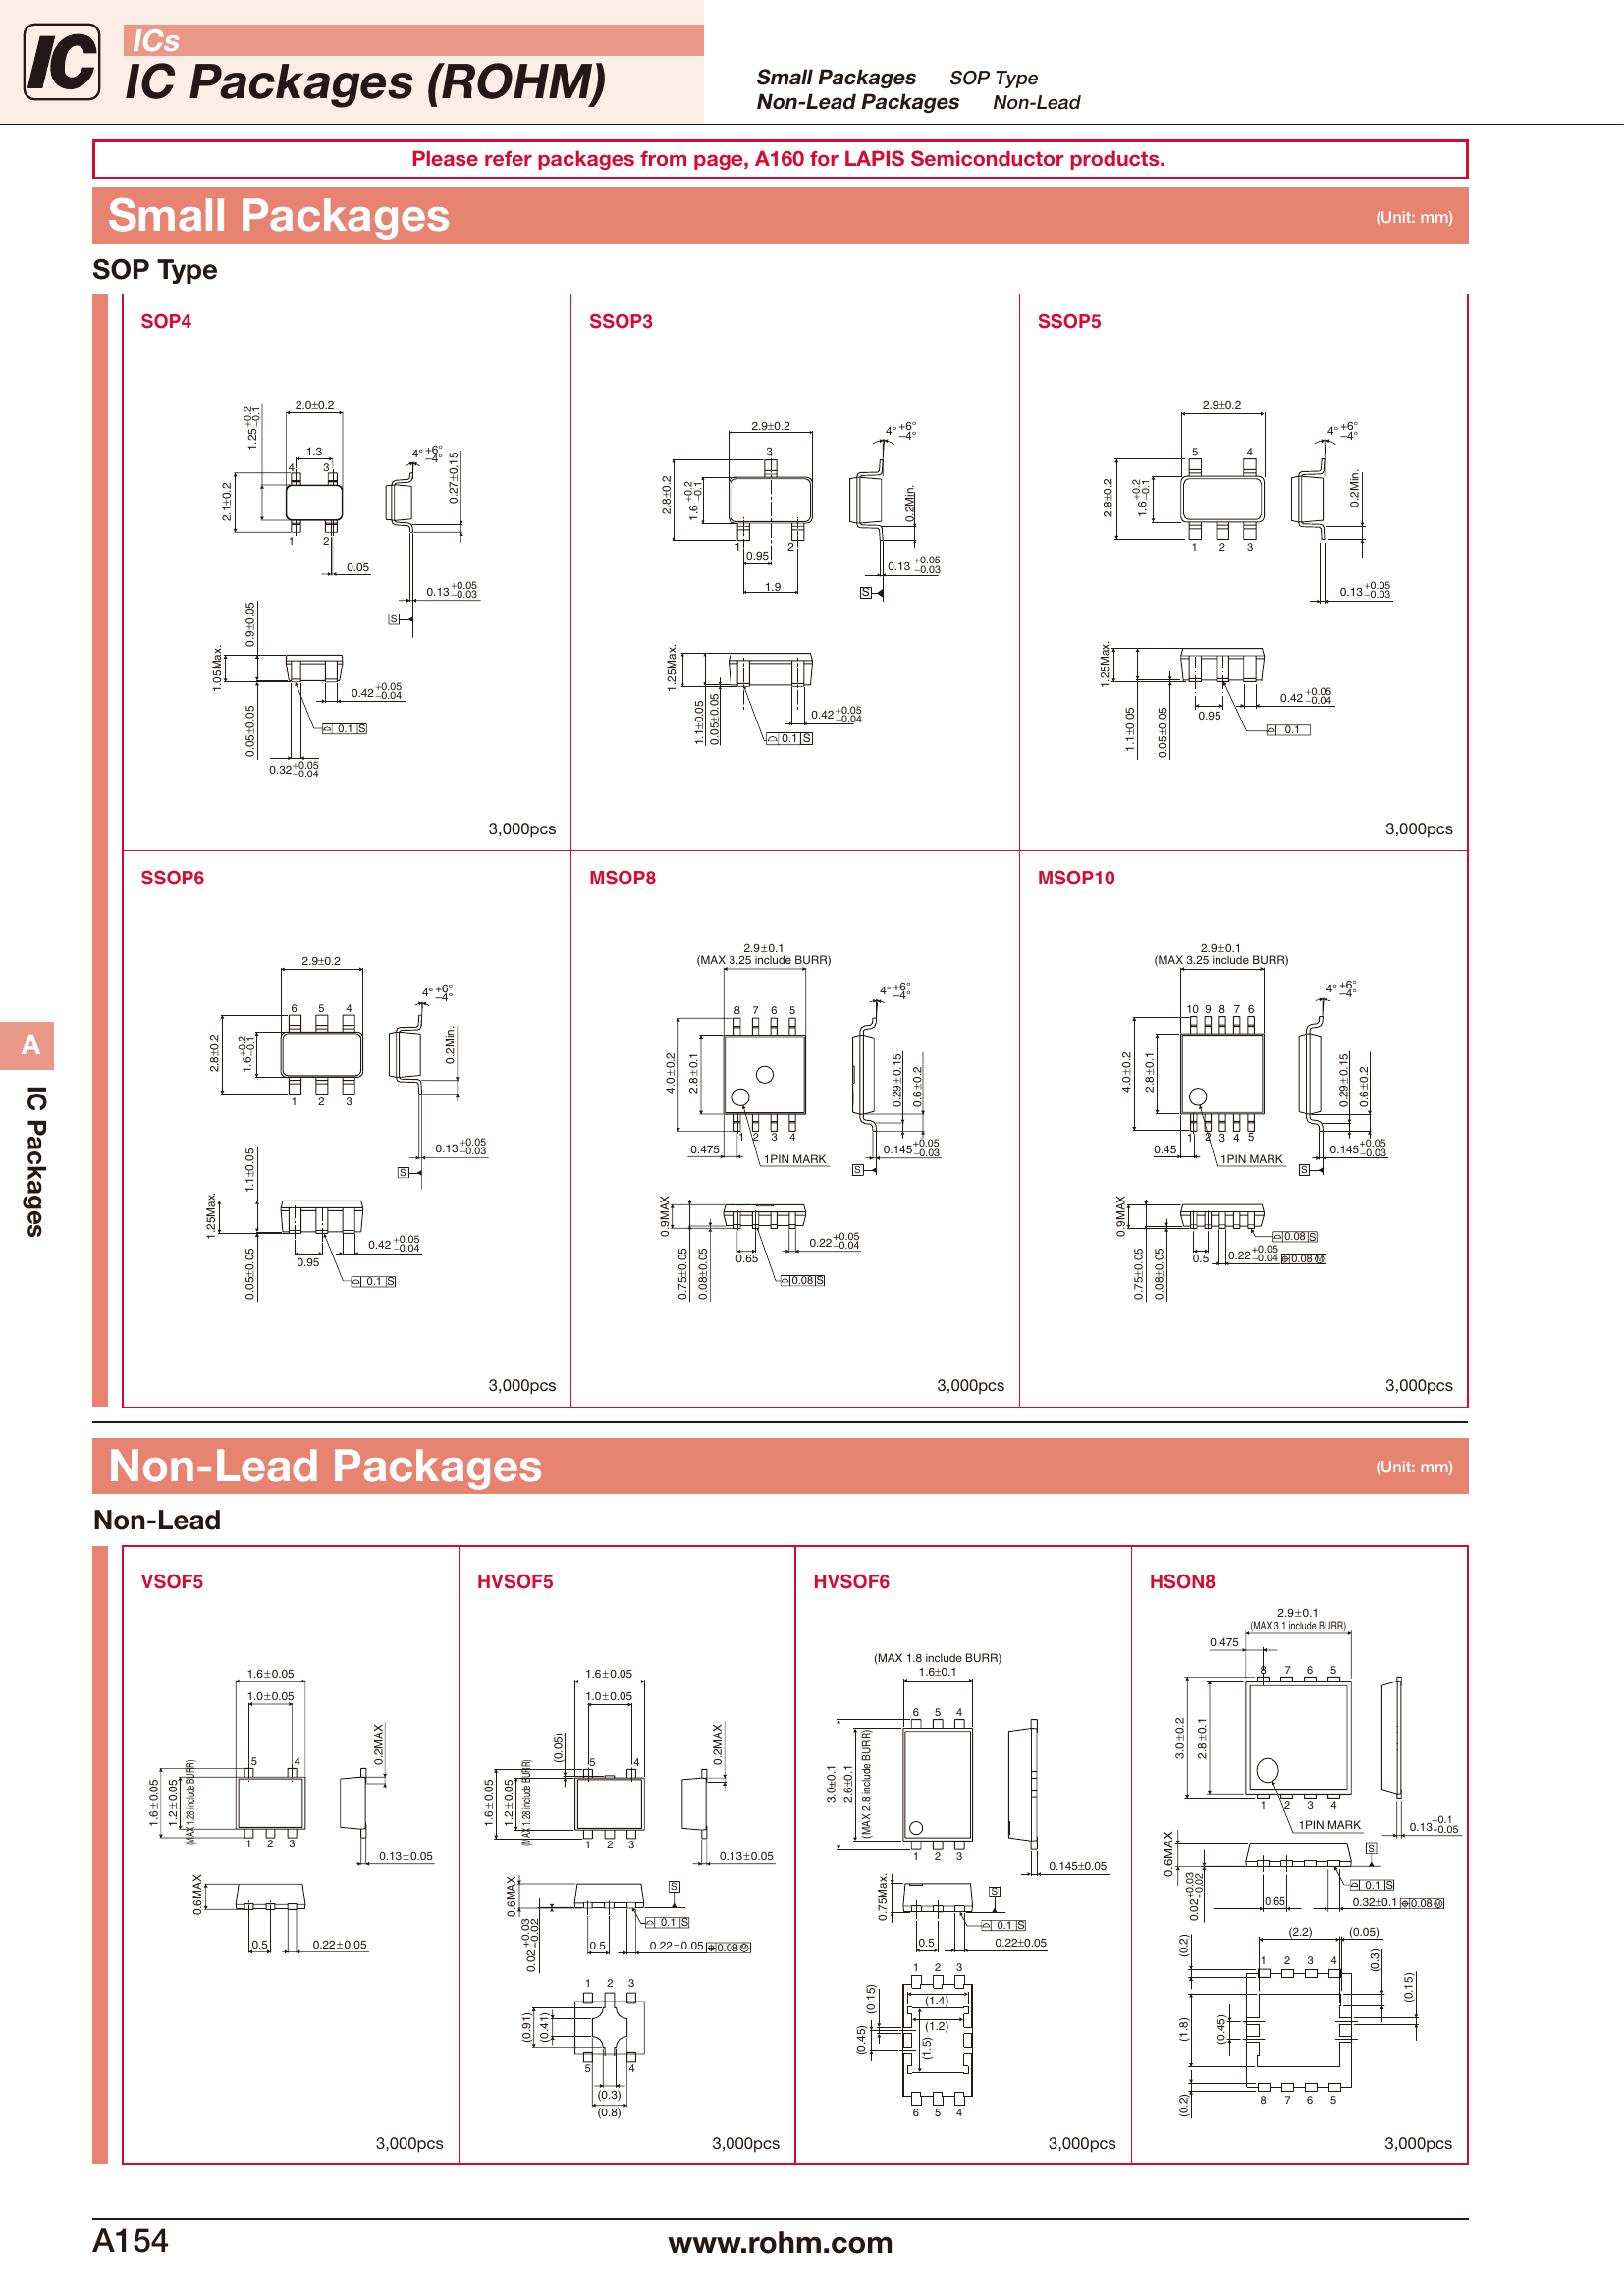 IC
ICs
IC Packages (ROHM)
Small Packages SOP Type
Non-Lead Packages Non-Lead
Please refer packages from page, A160 for LAPIS Semiconductor products.
Small Packages (Unit: mm)
SOP Type
SOP4
2.0±0.2
1.25 +0.2 −0.1
1.3
4 3
4° +6° −4°
0.27±0.15
2.1±0.2
1 2
0.05
0.13 +0.05 −0.03
S
0.9±0.05
1.05Max.
0.42 +0.05 −0.04
0.05±0.05
⌓ 0.1 S
0.32 +0.05 −0.04
3,000pcs
SSOP3
2.9±0.2
4° +6° −4°
3
2.8±0.2
1.6 +0.2 −0.1
0.2Min.
1 2
0.95
0.13 +0.05 −0.03
1.9
S
1.25Max.
1.1±0.05
0.05±0.05
0.42 +0.05 −0.04
⌓ 0.1 S
SSOP5
2.9±0.2
4° +6° −4°
5 4
2.8±0.2
1.6 +0.2 −0.1
0.2Min.
1 2 3
0.13 +0.05 −0.03
1.25Max.
0.42 +0.05 −0.04
0.95
1.1±0.05
0.05±0.05
⌓ 0.1
3,000pcs
SSOP6
2.9±0.2
4° +6° −4°
6 5 4
2.8±0.2
1.6 +0.2 −0.1
0.2Min.
1 2 3
0.13 +0.05 −0.03
S
1.1±0.05
1.25Max.
0.42 +0.05 −0.04
0.95
0.05±0.05
⌓ 0.1 S
3,000pcs
MSOP8
2.9±0.1
(MAX 3.25 include BURR)
4° +6° −4°
8 7 6 5
4.0±0.2
2.8±0.1
0.29±0.15
0.6±0.2
1 2 3 4
0.475
1PIN MARK
0.145 +0.05 −0.03
S
0.9MAX
0.22 +0.05 −0.04
0.65
0.75±0.05
0.08±0.05
⌓ 0.08 S
3,000pcs
MSOP10
2.9±0.1
(MAX 3.25 include BURR)
4° +6° −4°
10 9 8 7 6
4.0±0.2
2.8±0.1
0.29±0.15
0.6±0.2
1 2 3 4 5
0.45
1PIN MARK
0.145 +0.05 −0.03
S
0.9MAX
⌓ 0.08 S
0.5
0.22 +0.05 −0.04 ⌖ 0.08 Ⓜ
0.75±0.05
0.08±0.05
3,000pcs
A
IC Packages
Non-Lead Packages (Unit: mm)
Non-Lead
VSOF5
1.6±0.05
1.0±0.05
0.2MAX
5 4
1.6±0.05
1.2±0.05
(MAX 1.28 include BURR)
1 2 3
0.13±0.05
0.6MAX
0.5
0.22±0.05
3,000pcs
HVSOF5
1.6±0.05
1.0±0.05
(0.05)
0.2MAX
5 4
1.6±0.05
1.2±0.05
(MAX 1.28 include BURR)
1 2 3
0.13±0.05
0.6MAX
S
0.02 +0.03 −0.02
⌓ 0.1 S
0.5
0.22±0.05 ⌖ 0.08 Ⓜ
1 2 3
(0.91)
(0.41)
5 4
(0.3)
(0.8)
3,000pcs
HVSOF6
(MAX 1.8 include BURR)
1.6±0.1
6 5 4
3.0±0.1
2.6±0.1
(MAX 2.8 include BURR)
1 2 3
0.145±0.05
0.75Max.
S
⌓ 0.1 S
0.5
0.22±0.05
1 2 3
(0.15)
(1.4)
(1.2)
(0.45)
(1.5)
6 5 4
3,000pcs
HSON8
2.9±0.1
(MAX 3.1 include BURR)
0.475
8 7 6 5
3.0±0.2
2.8±0.1
1 2 3 4
1PIN MARK
0.13 +0.1 −0.05
0.6MAX
S
0.02 +0.03 −0.02
⌓ 0.1 S
0.65
0.32±0.1 ⌖ 0.08 Ⓜ
(2.2) (0.05)
(0.2)
1 2 3 4
(0.3)
(0.15)
(1.8)
(0.45)
(0.2)
8 7 6 5
3,000pcs
A154
www.rohm.com